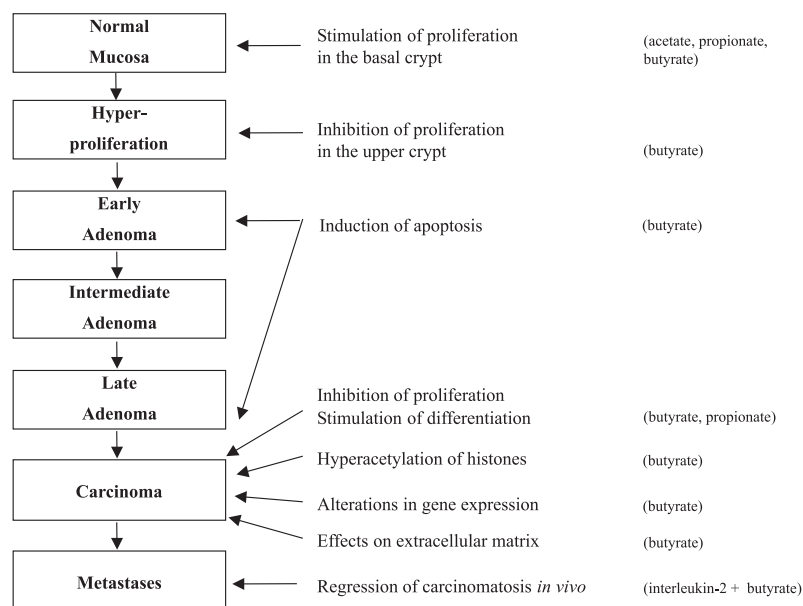 Normal
Mucosa
Stimulation of proliferation
in the basal crypt
(acetate, propionate,
butyrate)
Hyper-
proliferation
Inhibition of proliferation
in the upper crypt
(butyrate)
Early
Adenoma
Induction of apoptosis
(butyrate)
Intermediate
Adenoma
Late
Adenoma
Inhibition of proliferation
Stimulation of differentiation
(butyrate, propionate)
Carcinoma
Hyperacetylation of histones
(butyrate)
Alterations in gene expression
(butyrate)
Effects on extracellular matrix
(butyrate)
Metastases
Regression of carcinomatosis in vivo
(interleukin-2 + butyrate)